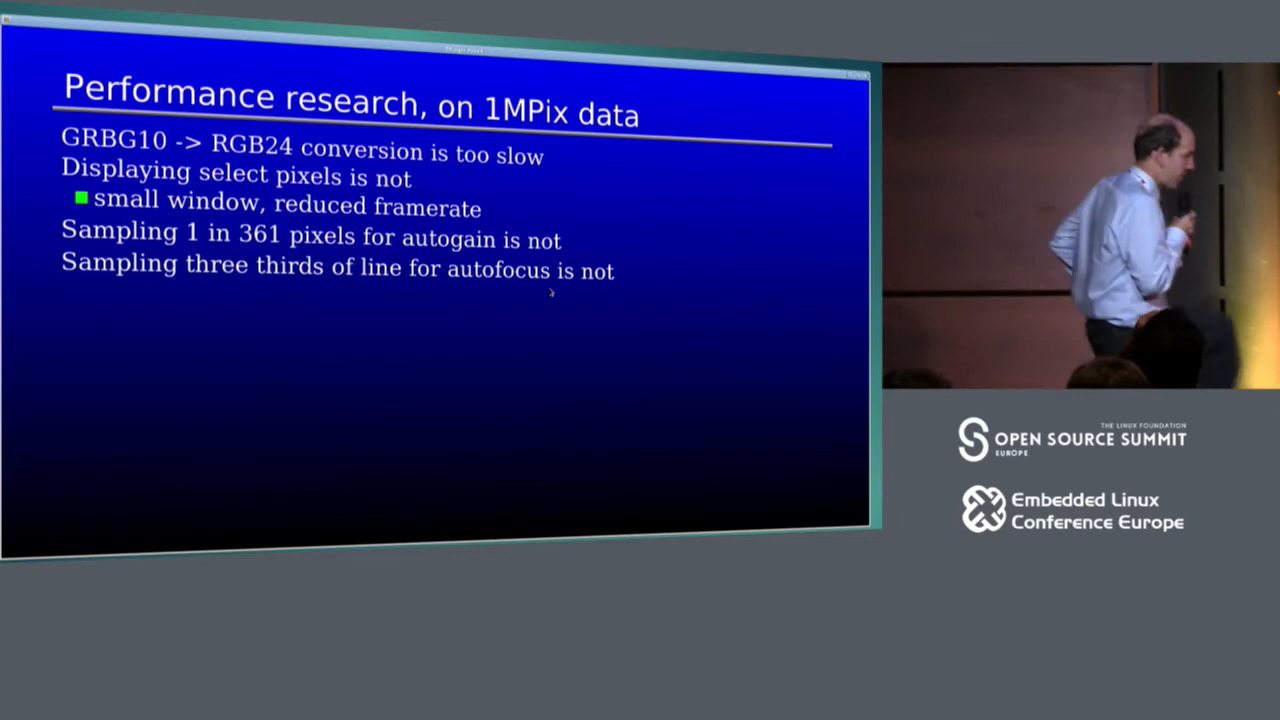 Performance research, on 1MPix data
GRBG10 -> RGB24 conversion is too slow
Displaying select pixels is not
small window, reduced framerate
Sampling 1 in 361 pixels for autogain is not
Sampling three thirds of line for autofocus is not
THE LINUX FOUNDATION
OPEN SOURCE SUMMIT
EUROPE
Embedded Linux
Conference Europe